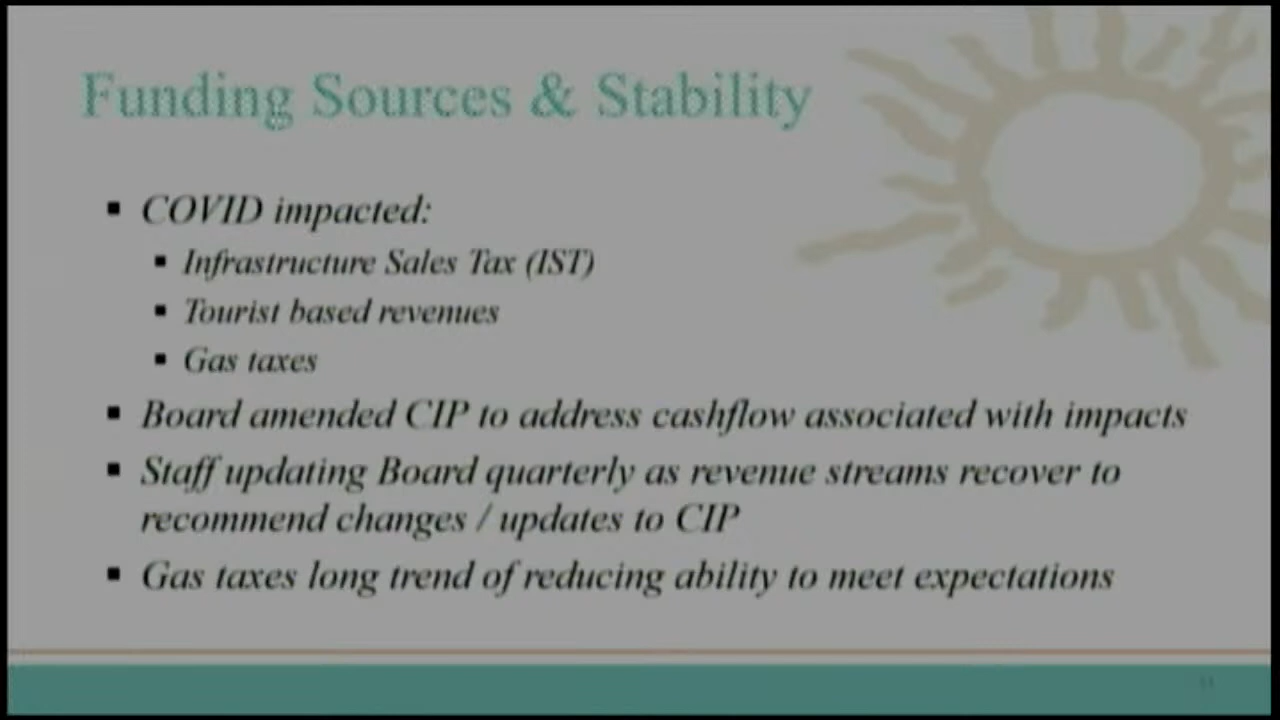 Funding Sources & Stability
▪ COVID impacted:
▪ Infrastructure Sales Tax (IST)
▪ Tourist based revenues
▪ Gas taxes
▪ Board amended CIP to address cashflow associated with impacts
▪ Staff updating Board quarterly as revenue streams recover to
recommend changes / updates to CIP
▪ Gas taxes long trend of reducing ability to meet expectations